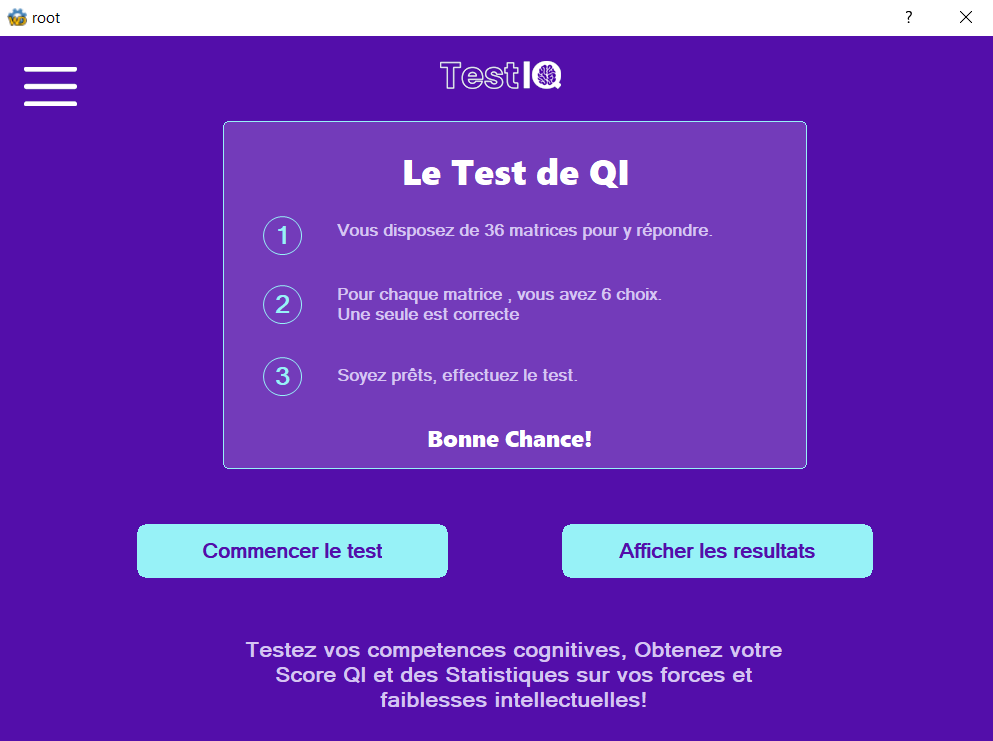 root
?
TestIQ
Le Test de QI
1
Vous disposez de 36 matrices pour y répondre.
2
Pour chaque matrice , vous avez 6 choix.
Une seule est correcte
3
Soyez prêts, effectuez le test.
Bonne Chance!
Commencer le test
Afficher les resultats
Testez vos competences cognitives, Obtenez votre
Score QI et des Statistiques sur vos forces et
faiblesses intellectuelles!